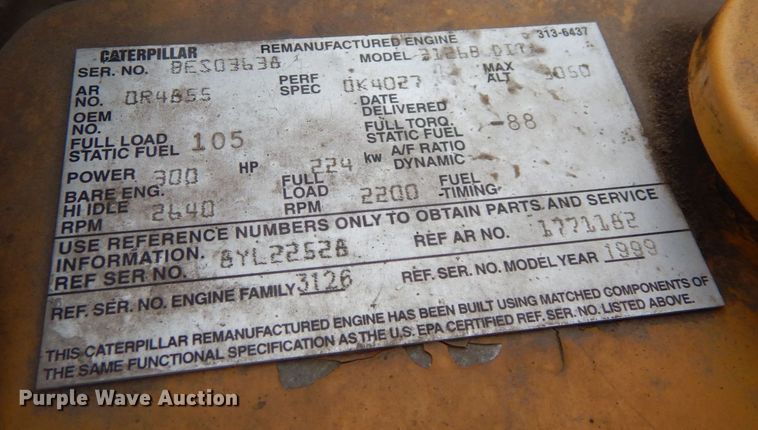 CATERPILLAR REMANUFACTURED ENGINE 313-6437
SER. NO. BES03638 MODEL 3126B DITA
AR NO. 0R4855 PERF SPEC 0K4027 MAX ALT 3050
OEM NO. DATE DELIVERED
FULL LOAD STATIC FUEL 105 FULL TORQ. STATIC FUEL -88
POWER 300 HP 224 kw A/F RATIO DYNAMIC
BARE ENG. HI IDLE RPM 2640 FULL LOAD RPM 2200 FUEL TIMING
USE REFERENCE NUMBERS ONLY TO OBTAIN PARTS AND SERVICE
INFORMATION.
REF SER NO. 8YL22528 REF AR NO. 1771182
REF. SER. NO. ENGINE FAMILY 3126 REF. SER. NO. MODEL YEAR 1999
THIS CATERPILLAR REMANUFACTURED ENGINE HAS BEEN BUILT USING MATCHED COMPONENTS OF
THE SAME FUNCTIONAL SPECIFICATION AS THE U.S. EPA CERTIFIED REF. SER. NO. LISTED ABOVE.
Purple Wave Auction